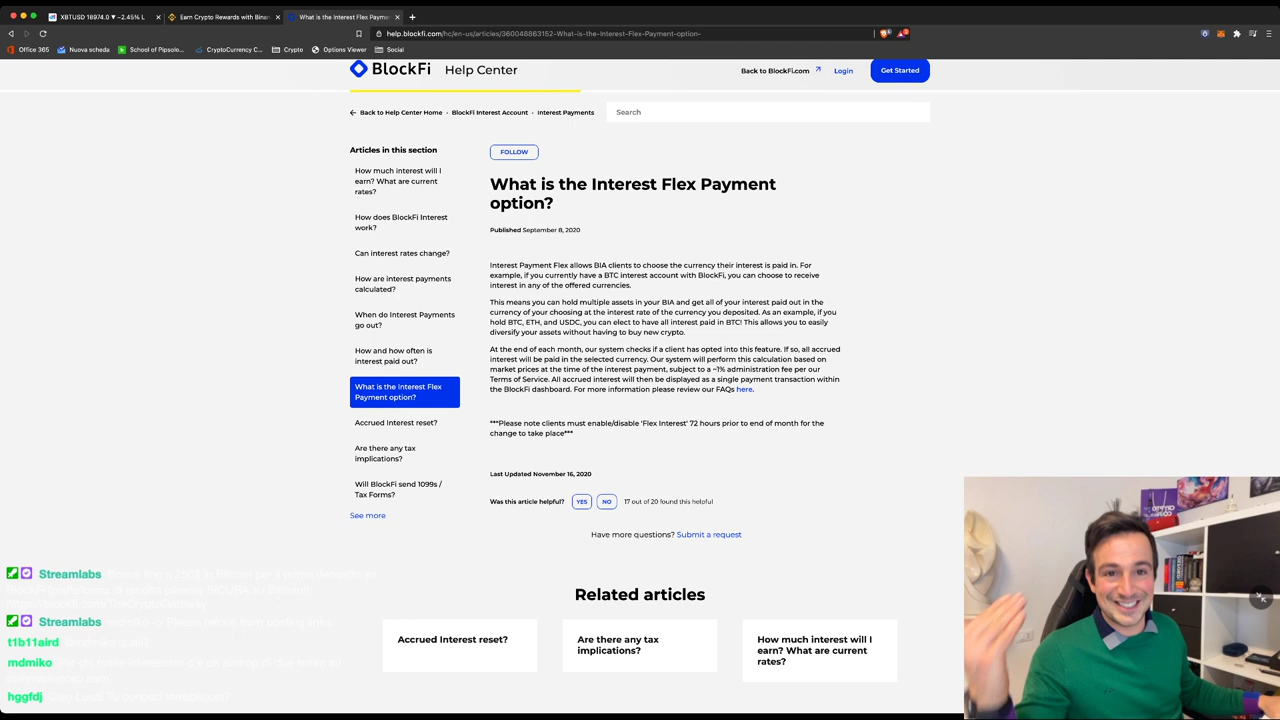 XBTUSD 18974.0 ▼ −2.45% L
Earn Crypto Rewards with Binan
What is the Interest Flex Payme
help.blockfi.com/hc/en-us/articles/360048863152-What-is-the-Interest-Flex-Payment-option-
Office 365
Nuova scheda
School of Pipsolo...
CryptoCurrency C...
Crypto
Options Viewer
Social
BlockFi
Help Center
Back to BlockFi.com
Login
Get Started
Back to Help Center Home • BlockFi Interest Account • Interest Payments
Search
Articles in this section
How much interest will I
earn? What are current
rates?
How does BlockFi Interest
work?
Can interest rates change?
How are interest payments
calculated?
When do Interest Payments
go out?
How and how often is
interest paid out?
What is the Interest Flex
Payment option?
Accrued Interest reset?
Are there any tax
implications?
Will BlockFi send 1099s /
Tax Forms?
See more
FOLLOW
What is the Interest Flex Payment
option?
Published September 8, 2020
Interest Payment Flex allows BIA clients to choose the currency their interest is paid in. For
example, if you currently have a BTC interest account with BlockFi, you can choose to receive
interest in any of the offered currencies.
This means you can hold multiple assets in your BIA and get all of your interest paid out in the
currency of your choosing at the interest rate of the currency you deposited. As an example, if you
hold BTC, ETH, and USDC, you can elect to have all interest paid in BTC! This allows you to easily
diversify your assets without having to buy new crypto.
At the end of each month, our system checks if a client has opted into this feature. If so, all accrued
interest will be paid in the selected currency. Our system will perform this calculation based on
market prices at the time of the interest payment, subject to a ~1% administration fee per our
Terms of Service. All accrued interest will then be displayed as a single payment transaction within
the BlockFi dashboard. For more information please review our FAQs here.
***Please note clients must enable/disable 'Flex Interest' 72 hours prior to end of month for the
change to take place***
Last Updated November 16, 2020
Was this article helpful?
YES
NO
17 out of 20 found this helpful
Have more questions? Submit a request
Related articles
Accrued Interest reset?
Are there any tax
implications?
How much interest will I
earn? What are current
rates?
Streamlabs
Streamlabs
t1b11aird
mdmiko
hggfdj